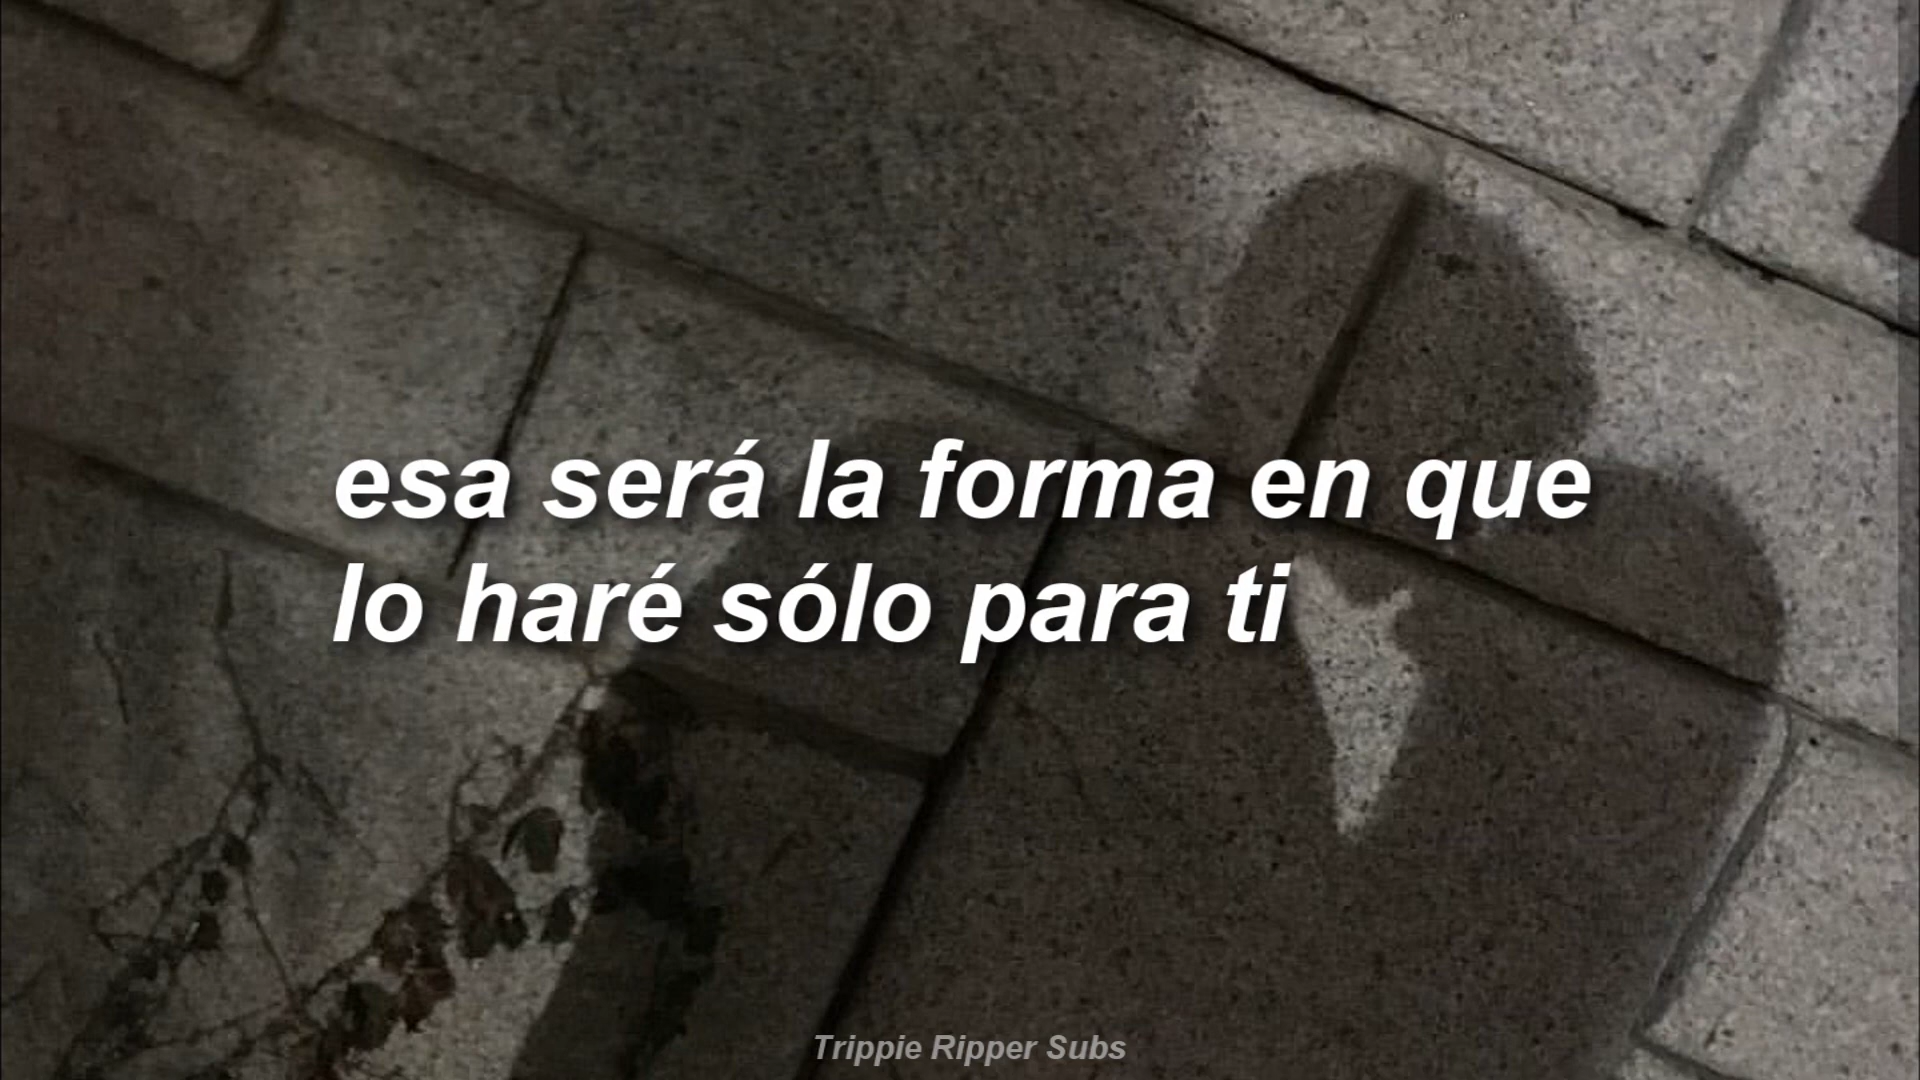 esa será la forma en que
lo haré sólo para ti
Trippie Ripper Subs